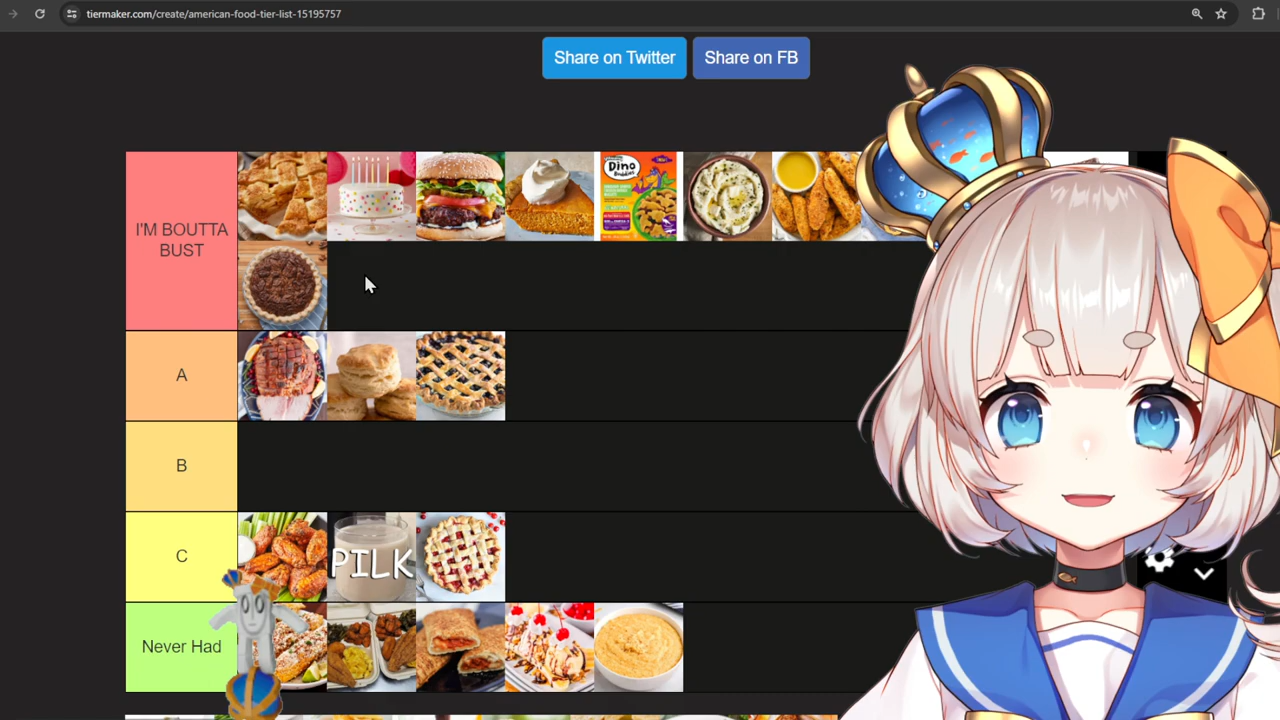 tiermaker.com/create/american-food-tier-list-15195757
Share on Twitter
Share on FB
I'M BOUTTA
BUST
Dino
Buddies
A
B
C
PILK
Never Had